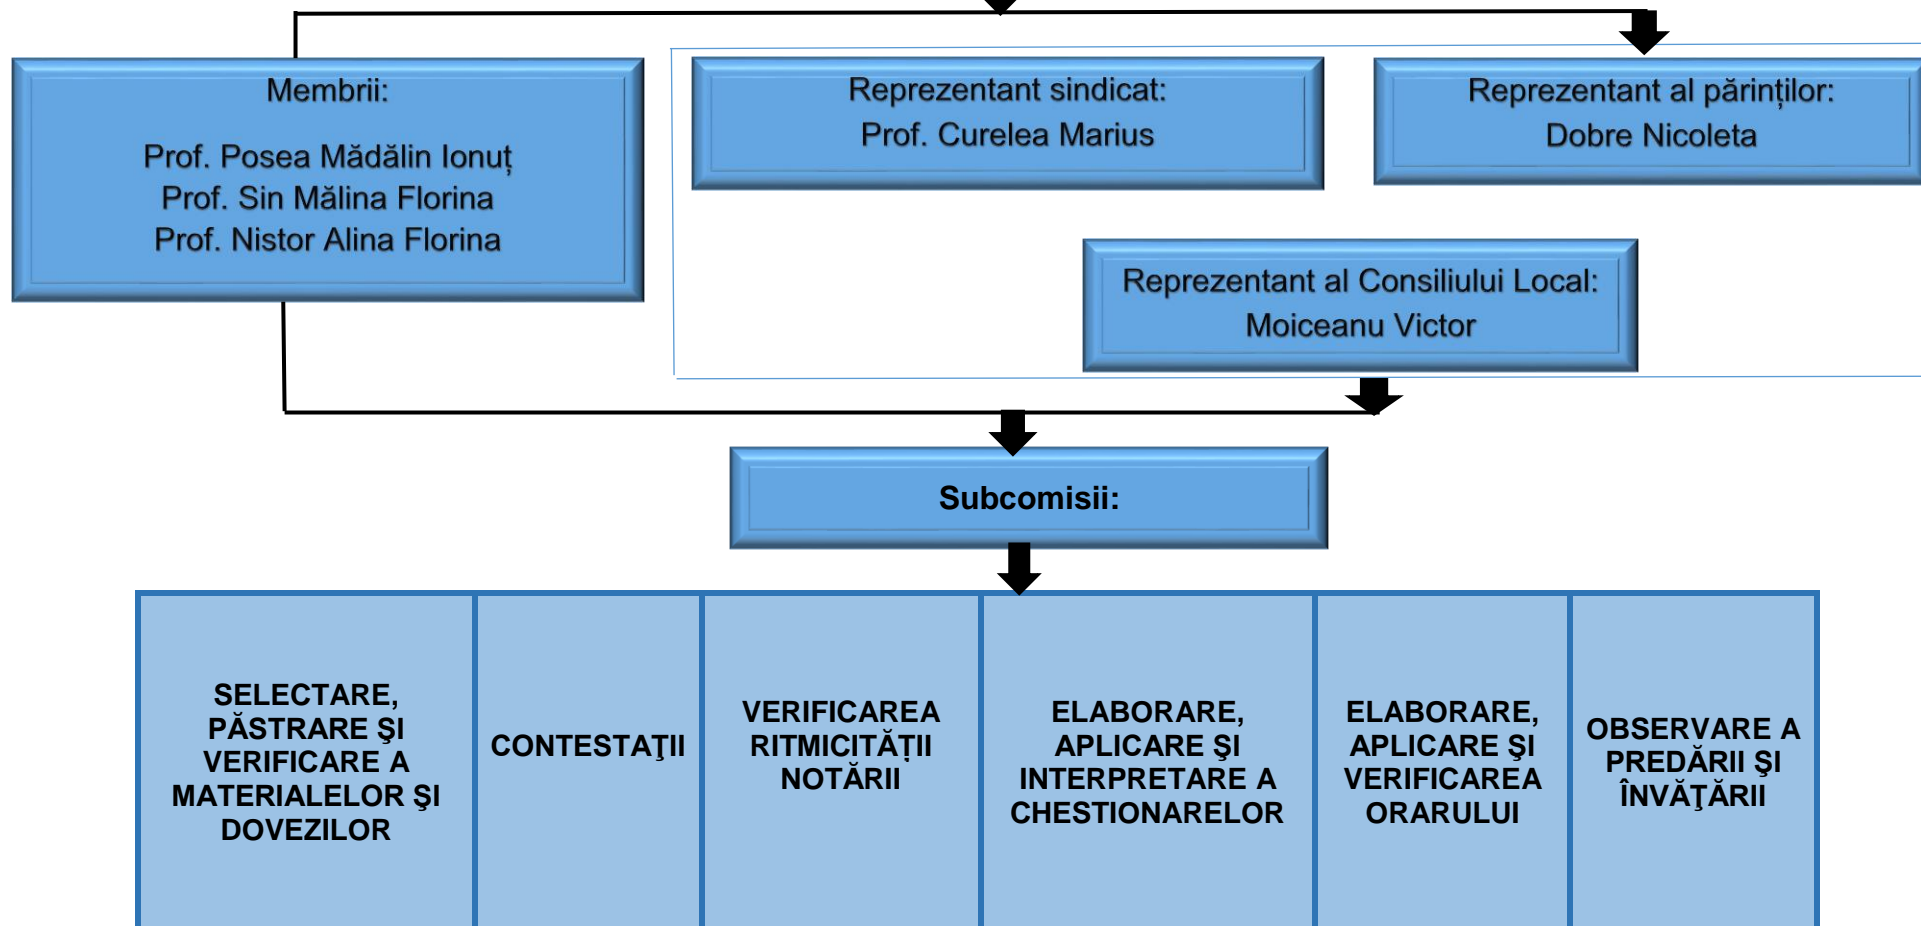 Membrii:
Prof. Posea Mădălin Ionuț
Prof. Sin Mălina Florina
Prof. Nistor Alina Florina
Reprezentant sindicat:
Prof. Curelea Marius
Reprezentant al părinților:
Dobre Nicoleta
Reprezentant al Consiliului Local:
Moiceanu Victor
Subcomisii:
SELECTARE,
PĂSTRARE ŞI
VERIFICARE A
MATERIALELOR ŞI
DOVEZILOR
CONTESTAŢII
VERIFICAREA
RITMICITĂȚII
NOTĂRII
ELABORARE,
APLICARE ŞI
INTERPRETARE A
CHESTIONARELOR
ELABORARE,
APLICARE ŞI
VERIFICAREA
ORARULUI
OBSERVARE A
PREDĂRII ŞI
ÎNVĂŢĂRII